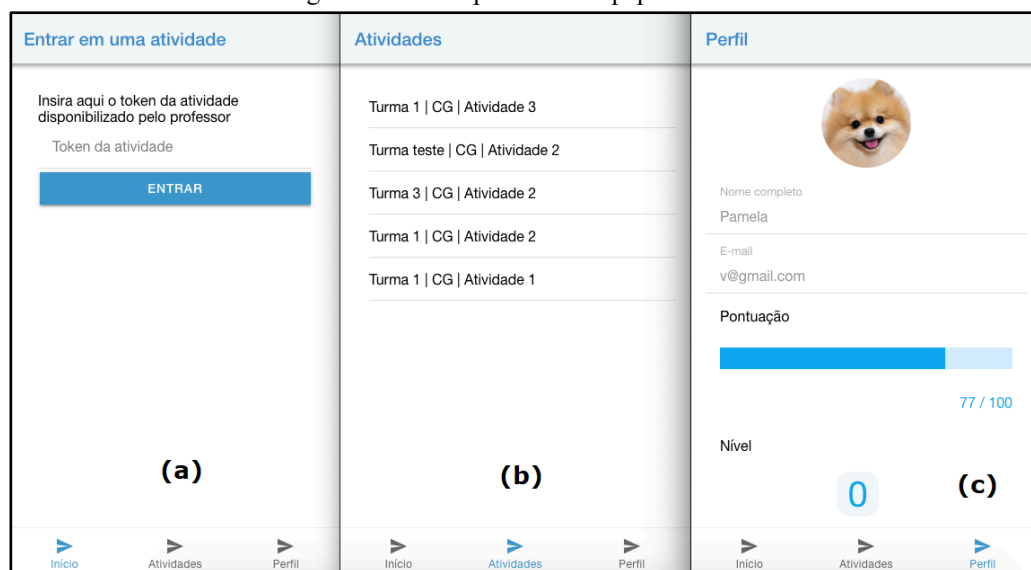 Entrar em uma atividade
Insira aqui o token da atividade
disponibilizado pelo professor
Token da atividade
ENTRAR
(a)
Início
Atividades
Perfil
Atividades
Turma 1 | CG | Atividade 3
Turma teste | CG | Atividade 2
Turma 3 | CG | Atividade 2
Turma 1 | CG | Atividade 2
Turma 1 | CG | Atividade 1
(b)
Início
Atividades
Perfil
Perfil
Nome completo
Pamela
E-mail
v@gmail.com
Pontuação
77 / 100
Nível
0
(c)
Início
Atividades
Perfil